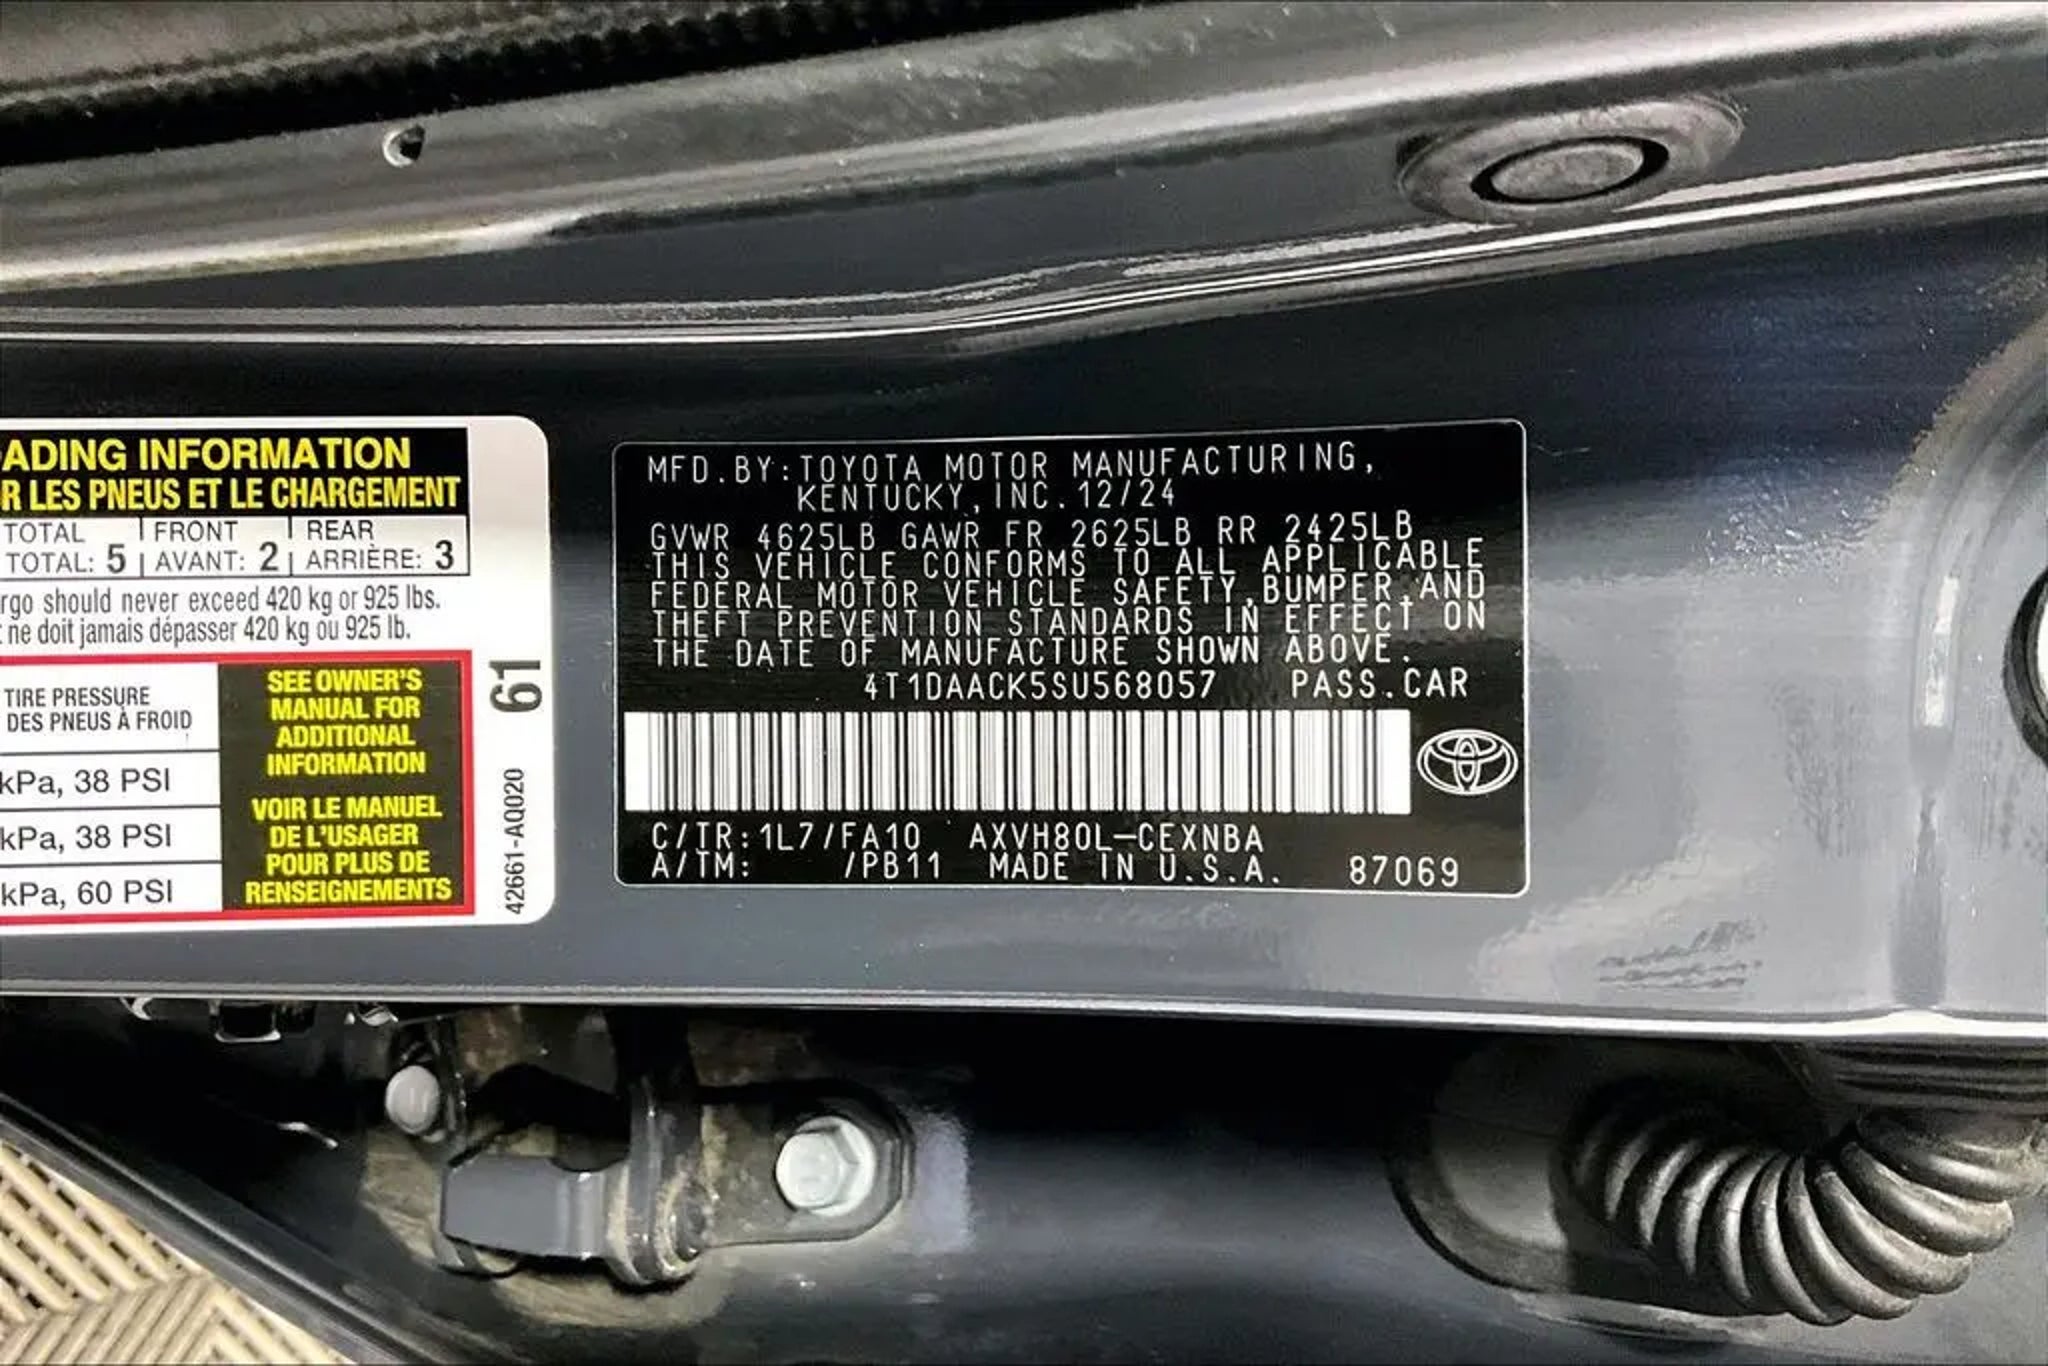 ADING INFORMATION
R LES PNEUS ET LE CHARGEMENT
TOTAL FRONT REAR
TOTAL: 5 AVANT: 2 ARRIÈRE: 3
rgo should never exceed 420 kg or 925 lbs.
ne doit jamais dépasser 420 kg ou 925 lb.
TIRE PRESSURE
DES PNEUS À FROID
kPa, 38 PSI
kPa, 38 PSI
kPa, 60 PSI
SEE OWNER'S
MANUAL FOR
ADDITIONAL
INFORMATION
VOIR LE MANUEL
DE L'USAGER
POUR PLUS DE
RENSEIGNEMENTS
61
42661-AQ020
MFD.BY:TOYOTA MOTOR MANUFACTURING,
KENTUCKY,INC.12/24
GVWR 4625LB GAWR FR 2625LB RR 2425LB
THIS VEHICLE CONFORMS TO ALL APPLICABLE
FEDERAL MOTOR VEHICLE SAFETY,BUMPER,AND
THEFT PREVENTION STANDARDS IN EFFECT ON
THE DATE OF MANUFACTURE SHOWN ABOVE.
4T1DAACK5SU568057 PASS.CAR
C/TR:1L7/FA10 AXVH80L-CEXNBA
A/TM: /PB11 MADE IN U.S.A. 87069